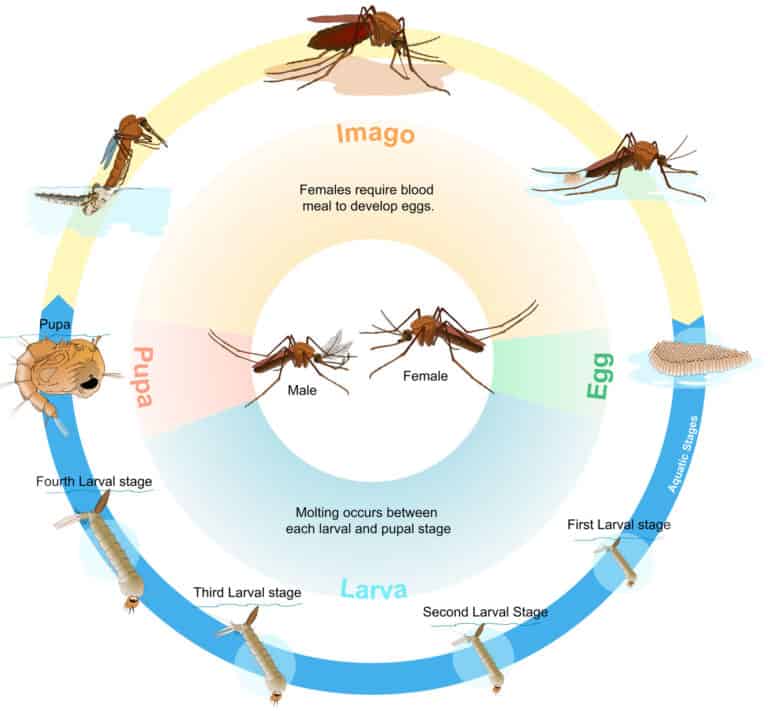 Imago
Females require blood
meal to develop eggs.
Pupa
Pupa
Male
Female
Egg
Aquatic Stages
Fourth Larval stage
Molting occurs between
each larval and pupal stage
First Larval stage
Larva
Third Larval stage
Second Larval Stage